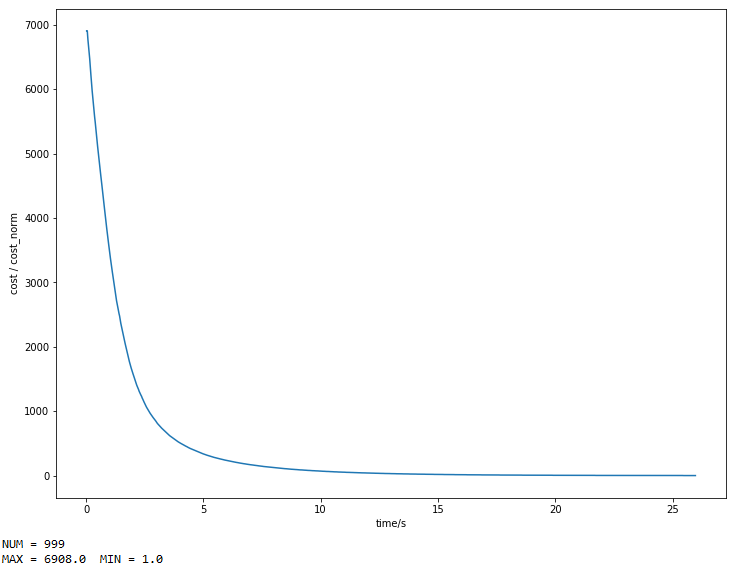 7000
6000
5000
4000
3000
2000
1000
0
cost / cost_norm
0 5 10 15 20 25
time/s
NUM = 999
MAX = 6908.0 MIN = 1.0